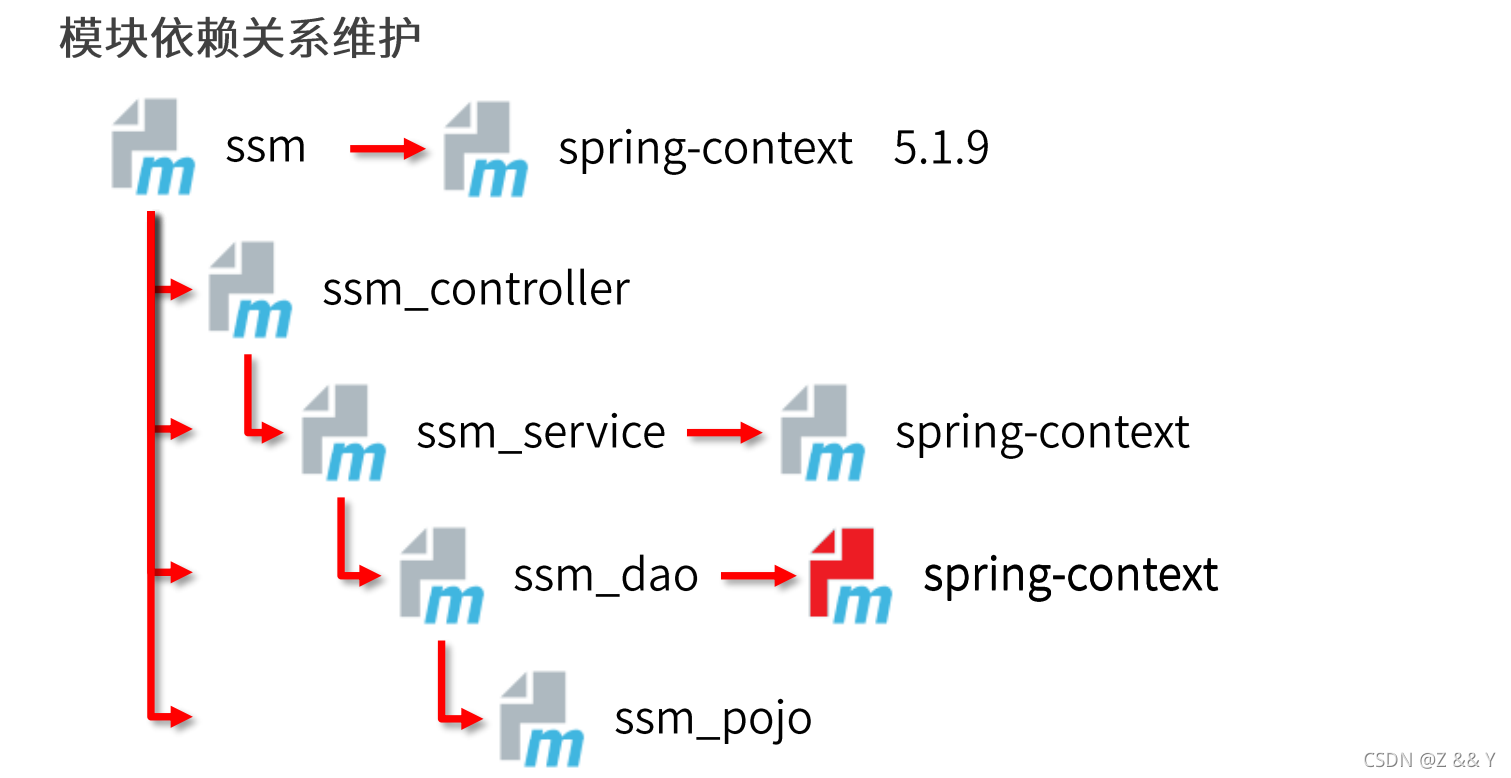 模块依赖关系维护
ssm spring-context 5.1.9
ssm_controller
ssm_service spring-context
ssm_dao spring-context
ssm_pojo
CSDN @Z && Y